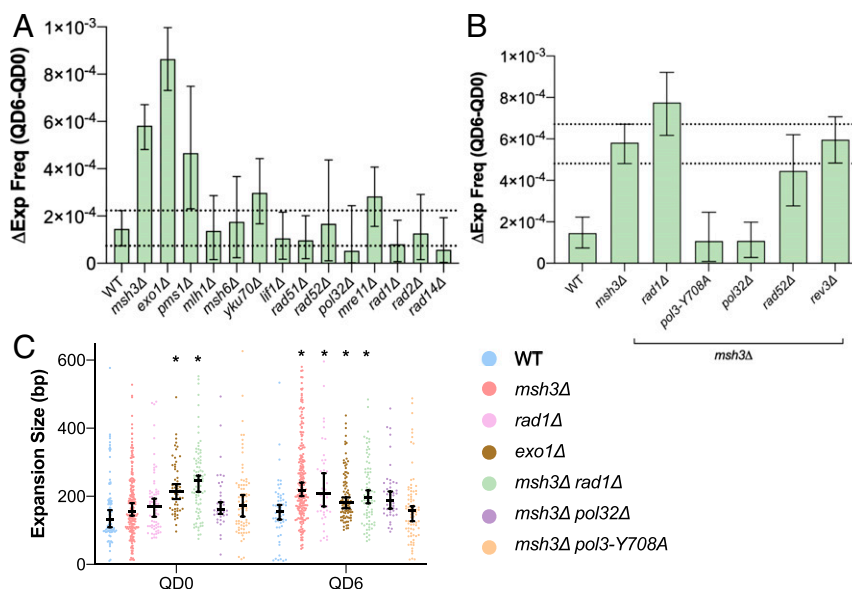 A
B
ΔExp Freq (QD6-QD0)
1×10-3
8×10-4
6×10-4
4×10-4
2×10-4
0
WT
msh3Δ
exo1Δ
pms1Δ
mlh1Δ
msh6Δ
yku70Δ
lif1Δ
rad51Δ
rad52Δ
pol32Δ
mre11Δ
rad1Δ
rad2Δ
rad14Δ
ΔExp Freq (QD6-QD0)
1×10-3
8×10-4
6×10-4
4×10-4
2×10-4
0
WT
msh3Δ
rad1Δ
pol3-Y708A
pol32Δ
rad52Δ
rev3Δ
msh3Δ
C
Expansion Size (bp)
600
400
200
0
* *
* * * *
QD0
QD6
WT
msh3Δ
rad1Δ
exo1Δ
msh3Δ rad1Δ
msh3Δ pol32Δ
msh3Δ pol3-Y708A